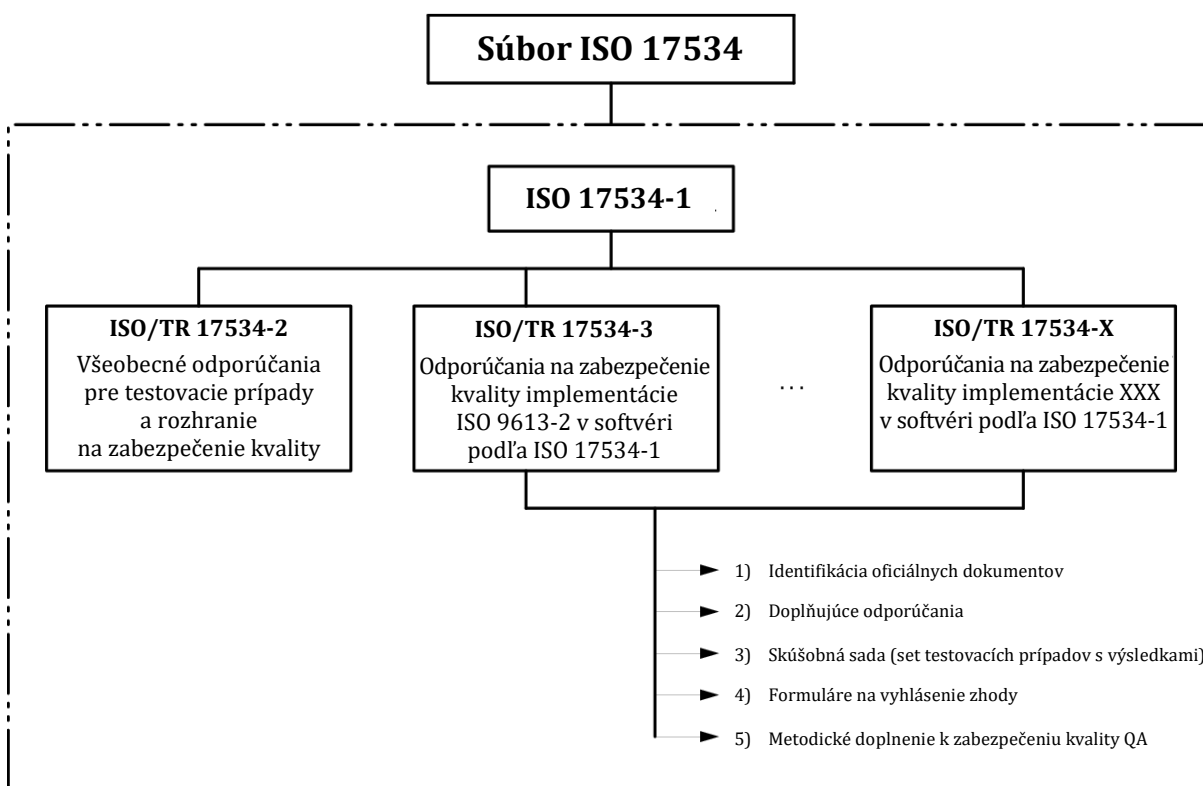 Súbor ISO 17534
ISO 17534-1
ISO/TR 17534-2
Všeobecné odporúčania
pre testovacie prípady
a rozhranie
na zabezpečenie kvality
ISO/TR 17534-3
Odporúčania na zabezpečenie
kvality implementácie
ISO 9613-2 v softvéri
podľa ISO 17534-1
...
ISO/TR 17534-X
Odporúčania na zabezpečenie
kvality implementácie XXX
v softvéri podľa ISO 17534-1
1) Identifikácia oficiálnych dokumentov
2) Doplňujúce odporúčania
3) Skúšobná sada (set testovacích prípadov s výsledkami)
4) Formuláre na vyhlásenie zhody
5) Metodické doplnenie k zabezpečeniu kvality QA